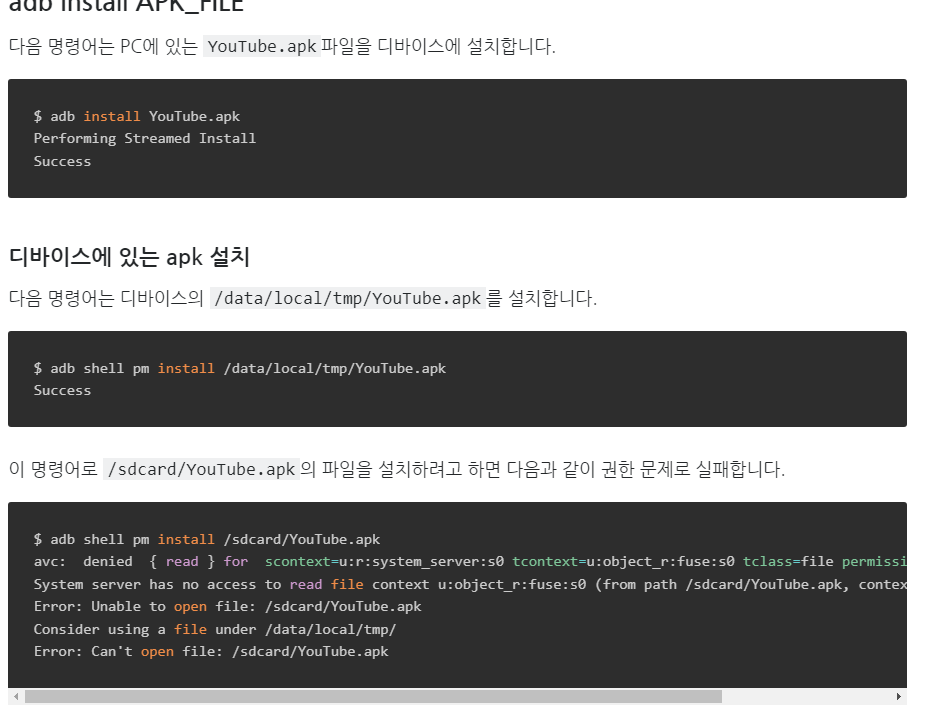 adb install APK_FILE
다음 명령어는 PC에 있는 YouTube.apk 파일을 디바이스에 설치합니다.
$ adb install YouTube.apk
Performing Streamed Install
Success
디바이스에 있는 apk 설치
다음 명령어는 디바이스의 /data/local/tmp/YouTube.apk 를 설치합니다.
$ adb shell pm install /data/local/tmp/YouTube.apk
Success
이 명령어로 /sdcard/YouTube.apk 의 파일을 설치하려고 하면 다음과 같이 권한 문제로 실패합니다.
$ adb shell pm install /sdcard/YouTube.apk
avc:  denied  { read } for  scontext=u:r:system_server:s0 tcontext=u:object_r:fuse:s0 tclass=file permissi
System server has no access to read file context u:object_r:fuse:s0 (from path /sdcard/YouTube.apk, contex
Error: Unable to open file: /sdcard/YouTube.apk
Consider using a file under /data/local/tmp/
Error: Can't open file: /sdcard/YouTube.apk